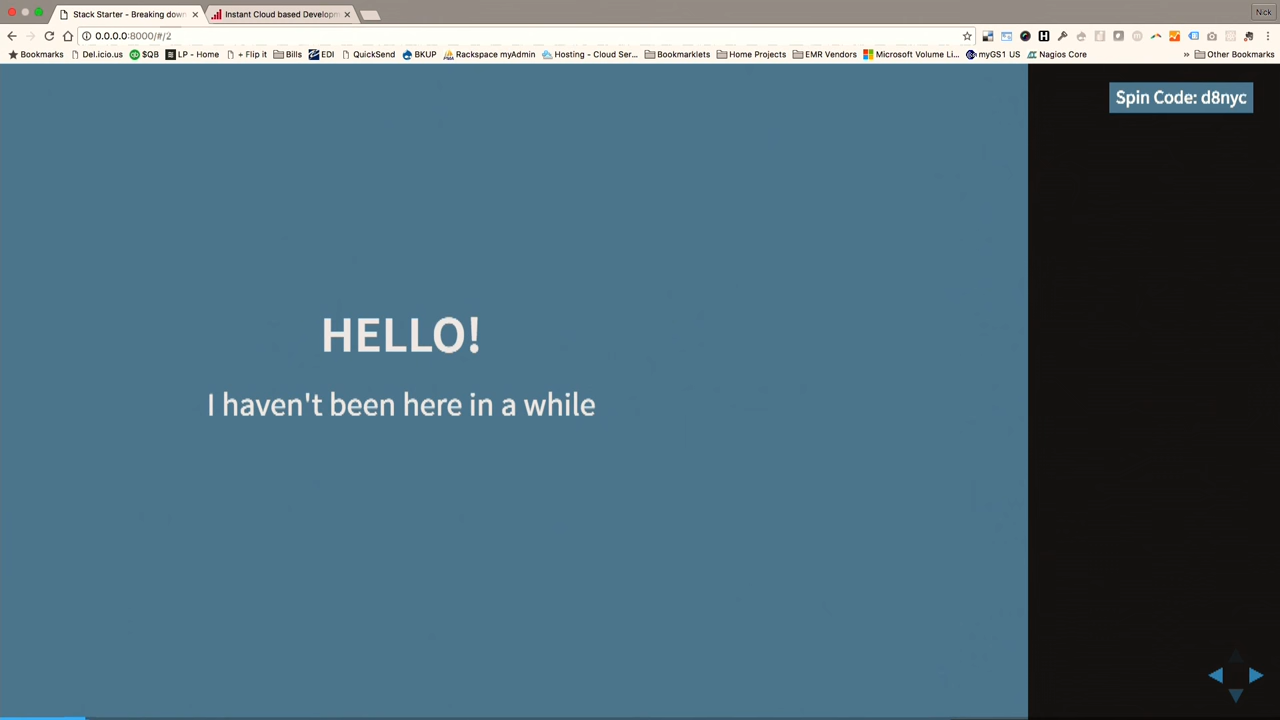 Stack Starter - Breaking down
Instant Cloud based Developm
Nick
0.0.0.0:8000/#/2
Bookmarks
Del.icio.us
$QB
LP - Home
+ Flip it
Bills
EDI
QuickSend
BKUP
Rackspace myAdmin
Hosting - Cloud Ser...
Bookmarklets
Home Projects
EMR Vendors
Microsoft Volume Li...
myGS1 US
Nagios Core
» Other Bookmarks
Spin Code: d8nyc
HELLO!
I haven't been here in a while